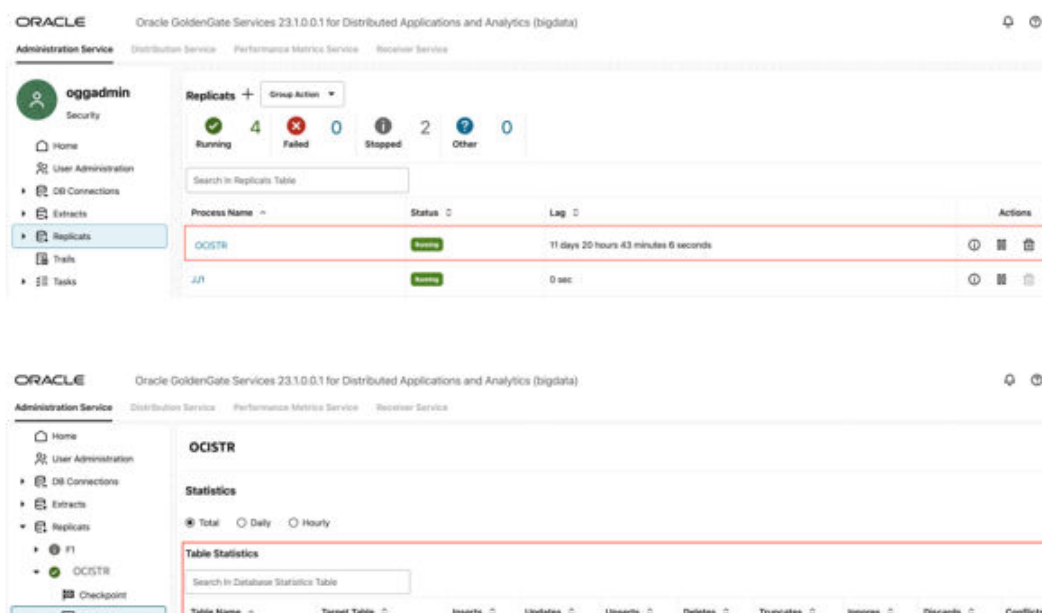 ORACLE Oracle GoldenGate Services 23.1.0.0.1 for Distributed Applications and Analytics (bigdata)
Administration Service Distribution Service Performance Metrics Service Receiver Service
oggadmin
Security
Replicats + Group Action
4 0 2 0
Running Failed Stopped Other
Home
User Administration
DB Connections
Extracts
Replicats
Trails
Tasks
Search In Replicats Table
Process Name Status Lag Actions
OCISTR Running 11 days 20 hours 43 minutes 6 seconds
JJ1 Running 0 sec
ORACLE Oracle GoldenGate Services 23.1.0.0.1 for Distributed Applications and Analytics (bigdata)
Administration Service Distribution Service Performance Metrics Service Receiver Service
Home
User Administration
DB Connections
Extracts
Replicats
F1
OCISTR
Checkpoint
OCISTR
Statistics
Total Daily Hourly
Table Statistics
Search In Database Statistics Table
Table Name Target Table Inserts Updates Upserts Deletes Truncates Ignores Discards Conflicts